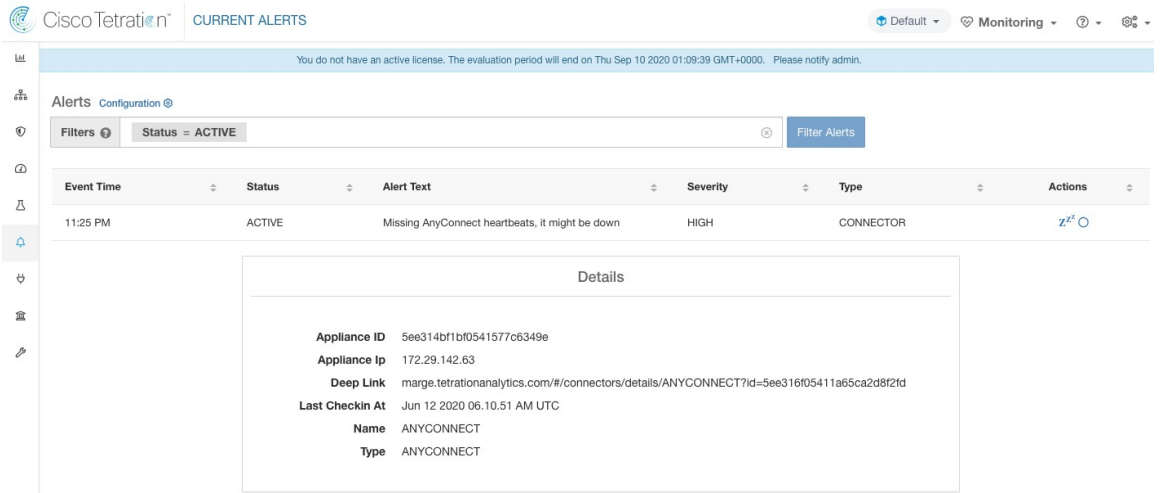 Cisco Tetration™ CURRENT ALERTS Default Monitoring ?
You do not have an active license. The evaluation period will end on Thu Sep 10 2020 01:09:39 GMT+0000. Please notify admin.
Alerts Configuration
Filters ? Status = ACTIVE Filter Alerts
Event Time Status Alert Text Severity Type Actions
11:25 PM ACTIVE Missing AnyConnect heartbeats, it might be down HIGH CONNECTOR zzz
Details
Appliance ID 5ee314bf1bf0541577c6349e
Appliance Ip 172.29.142.63
Deep Link marge.tetrationanalytics.com/#/connectors/details/ANYCONNECT?id=5ee316f05411a65ca2d8f2fd
Last Checkin At Jun 12 2020 06.10.51 AM UTC
Name ANYCONNECT
Type ANYCONNECT